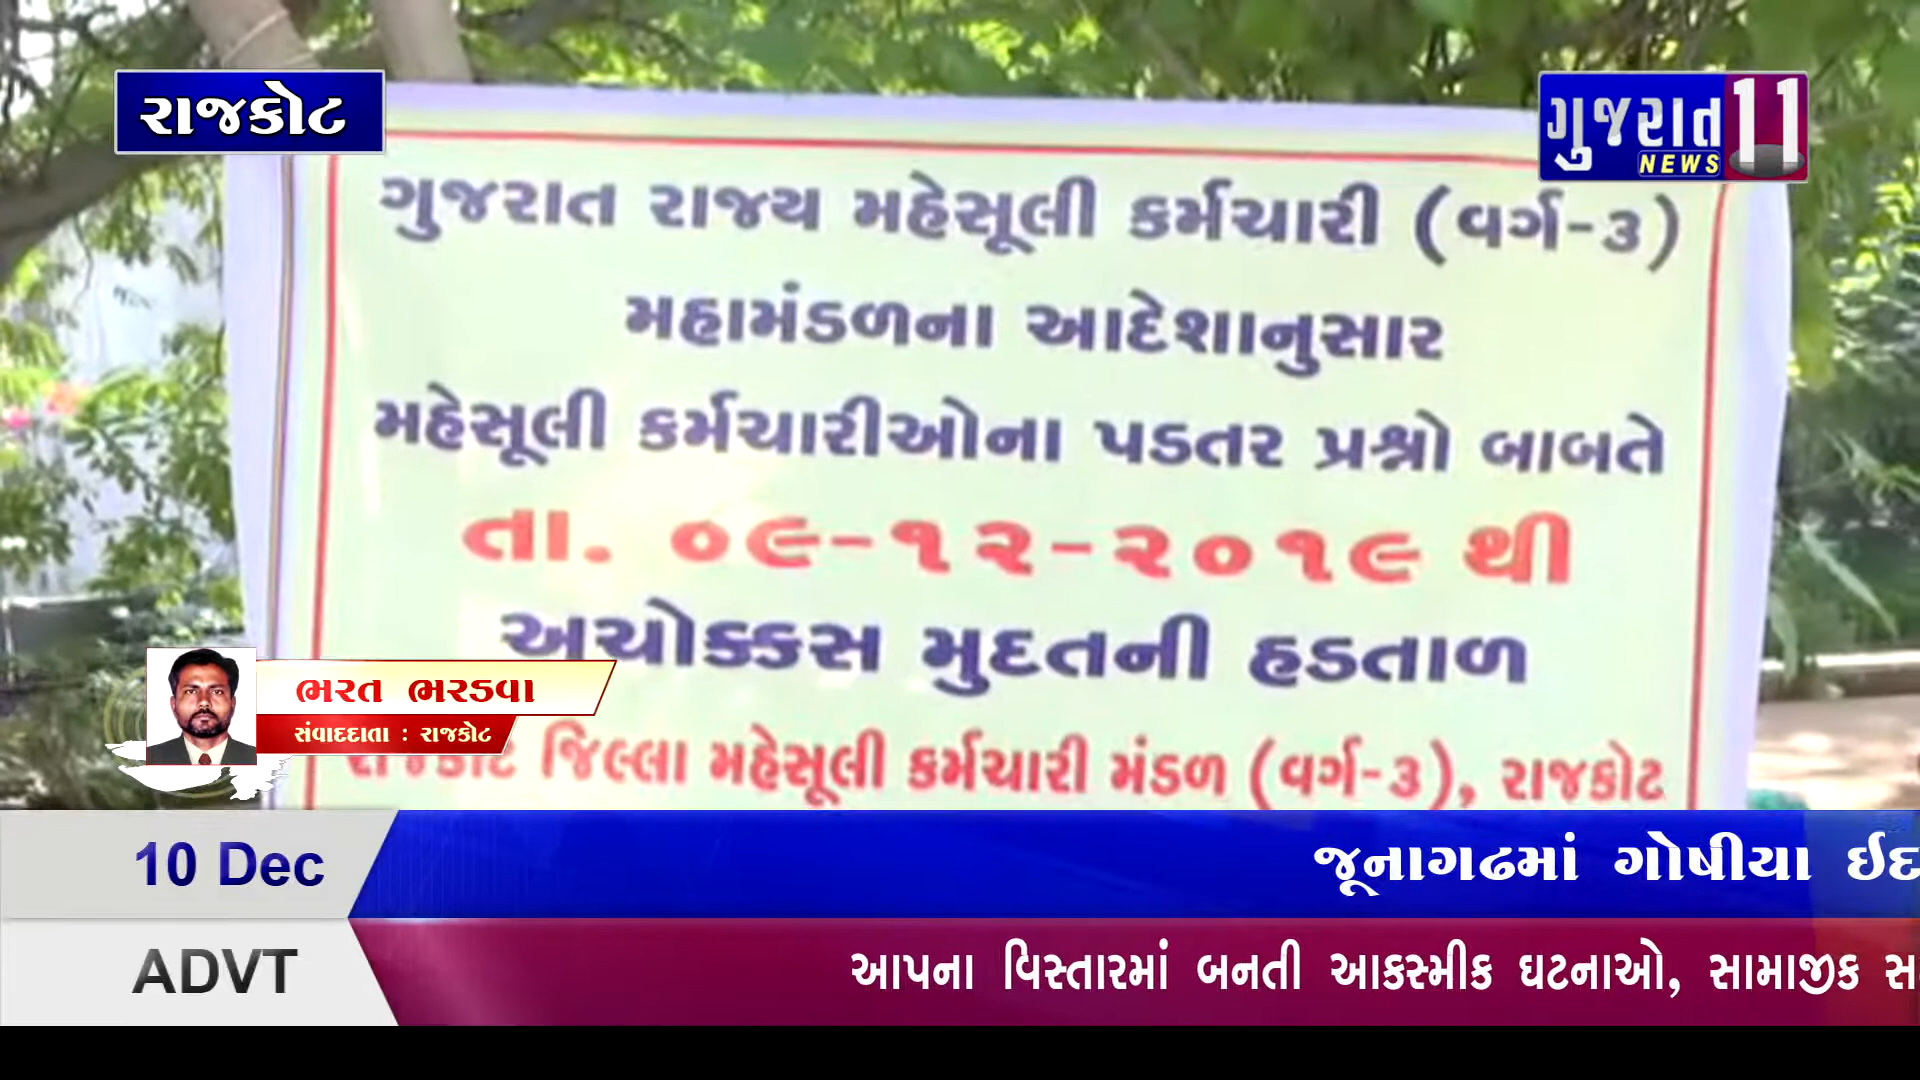 રાજકોટ
ગુજરાત 11
NEWS
ગુજરાત રાજ્ય મહેસૂલી કર્મચારી (વર્ગ-૩)
મહામંડળના આદેશાનુસાર
મહેસૂલી કર્મચારીઓના પડતર પ્રશ્નો બાબતે
તા. ૦૯-૧૨-૨૦૧૯ થી
અચોક્કસ મુદતની હડતાળ
રાજકોટ જિલ્લા મહેસૂલી કર્મચારી મંડળ (વર્ગ-૩), રાજકોટ
ભરત ભરડવા
સંવાદદાતા : રાજકોટ
10 Dec
જૂનાગઢમાં ગોષીયા ઈદ
ADVT
આપના વિસ્તારમાં બનતી આકસ્મીક ઘટનાઓ, સામાજીક